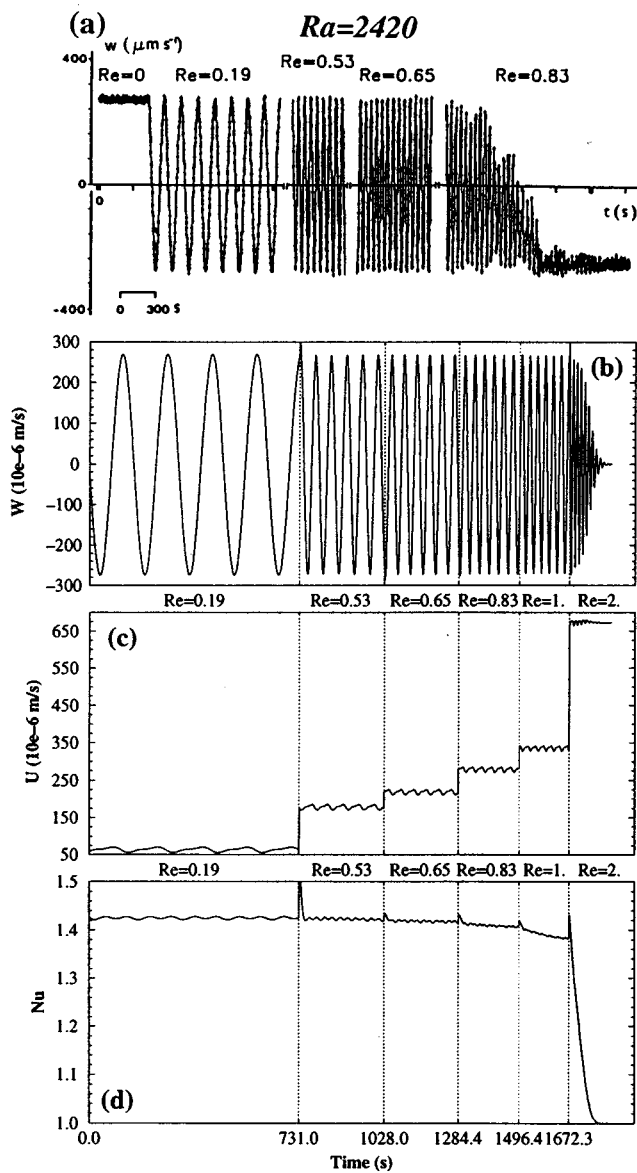 (a) Ra=2420
w (μm s⁻¹)
400
Re=0 Re=0.19 Re=0.53 Re=0.65 Re=0.83
0
0
t(s)
-400
0 300 s
300
200
100
0
−100
−200
−300
W (10e−6 m/s)
(b)
Re=0.19 Re=0.53 Re=0.65 Re=0.83 Re=1. Re=2.
650
550
450
350
250
150
50
U (10e−6 m/s)
(c)
Re=0.19 Re=0.53 Re=0.65 Re=0.83 Re=1. Re=2.
1.5
1.4
1.3
1.2
1.1
1.0
Nu
(d)
0.0 731.0 1028.0 1284.4 1496.41672.3
Time (s)